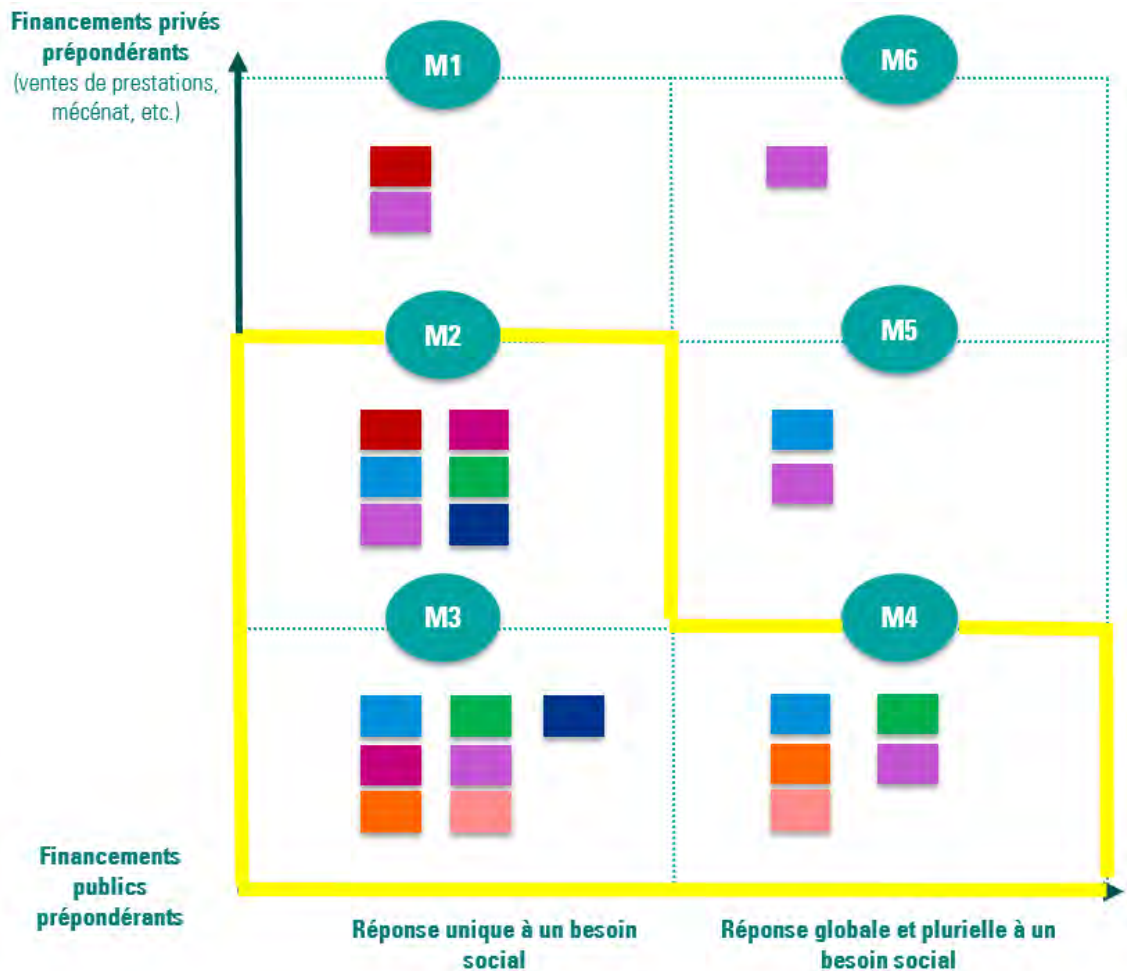 Financements privés
prépondérants
(ventes de prestations,
mécénat, etc.)
M1
M6
M2
M5
M3
M4
Financements
publics
prépondérants
Réponse unique à un besoin
social
Réponse globale et plurielle à un
besoin social